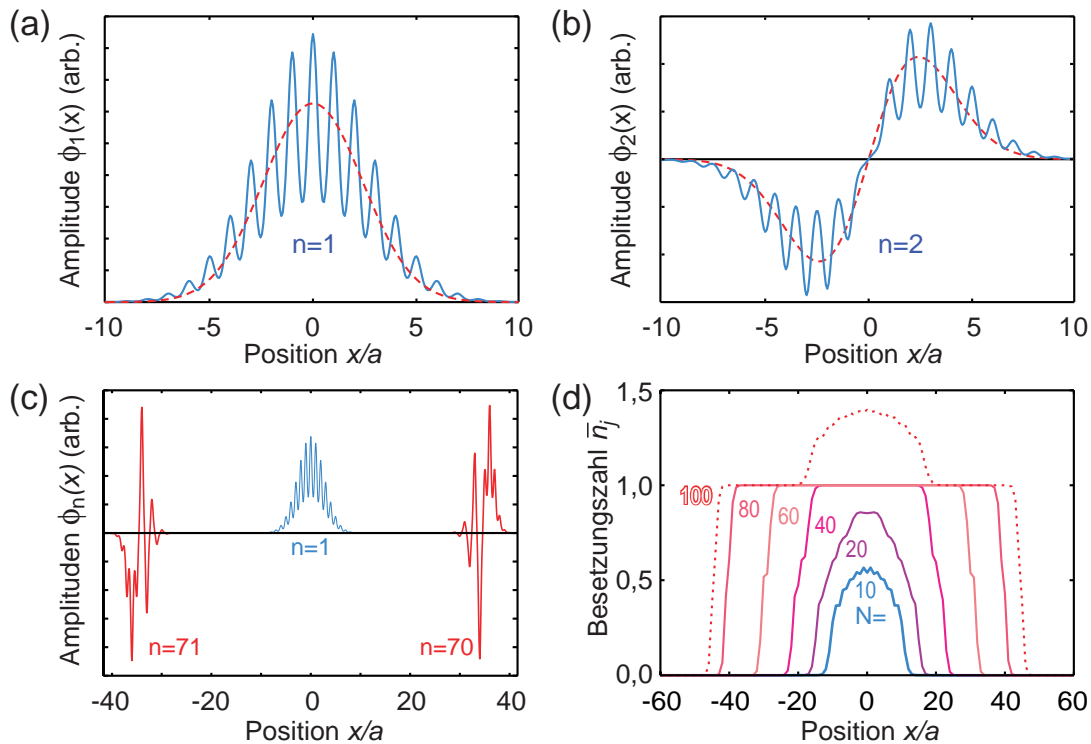 (a)
Amplitude ϕ₁(x) (arb.)
n=1
-10 -5 0 5 10
Position x/a
(b)
Amplitude ϕ₂(x) (arb.)
n=2
-10 -5 0 5 10
Position x/a
(c)
Amplituden ϕₙ(x) (arb.)
n=1
n=71
n=70
-40 -20 0 20 40
Position x/a
(d)
Besetzungszahl n̅ⱼ
1,5
1,0
0,5
0,0
100
80
60
40
20
10
N=
-60 -40 -20 0 20 40 60
Position x/a